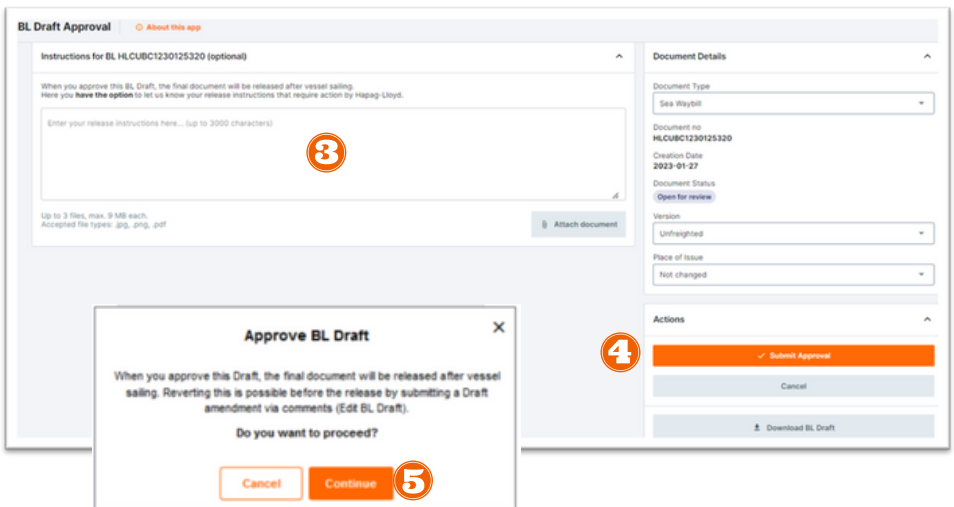 BL Draft Approval
About this app
Instructions for BL HLCUBC1230125320 (optional)
When you approve this BL Draft, the final document will be released after vessel sailing.
Here you have the option to let us know your release instructions that require action by Hapag-Lloyd.
Enter your release instructions here... (up to 3000 characters)
3
Up to 3 files, max. 9 MB each.
Accepted file types: .jpg, .png, .pdf
Attach document
Document Details
Document Type
Sea Waybill
Document no
HLCUBC1230125320
Creation Date
2023-01-27
Document Status
Open for review
Version
Unfreighted
Place of Issue
Not changed
Actions
4
Submit Approval
Cancel
Download BL Draft
Approve BL Draft
When you approve this Draft, the final document will be released after vessel
sailing. Reverting this is possible before the release by submitting a Draft
amendment via comments (Edit BL Draft).
Do you want to proceed?
Cancel
Continue
5